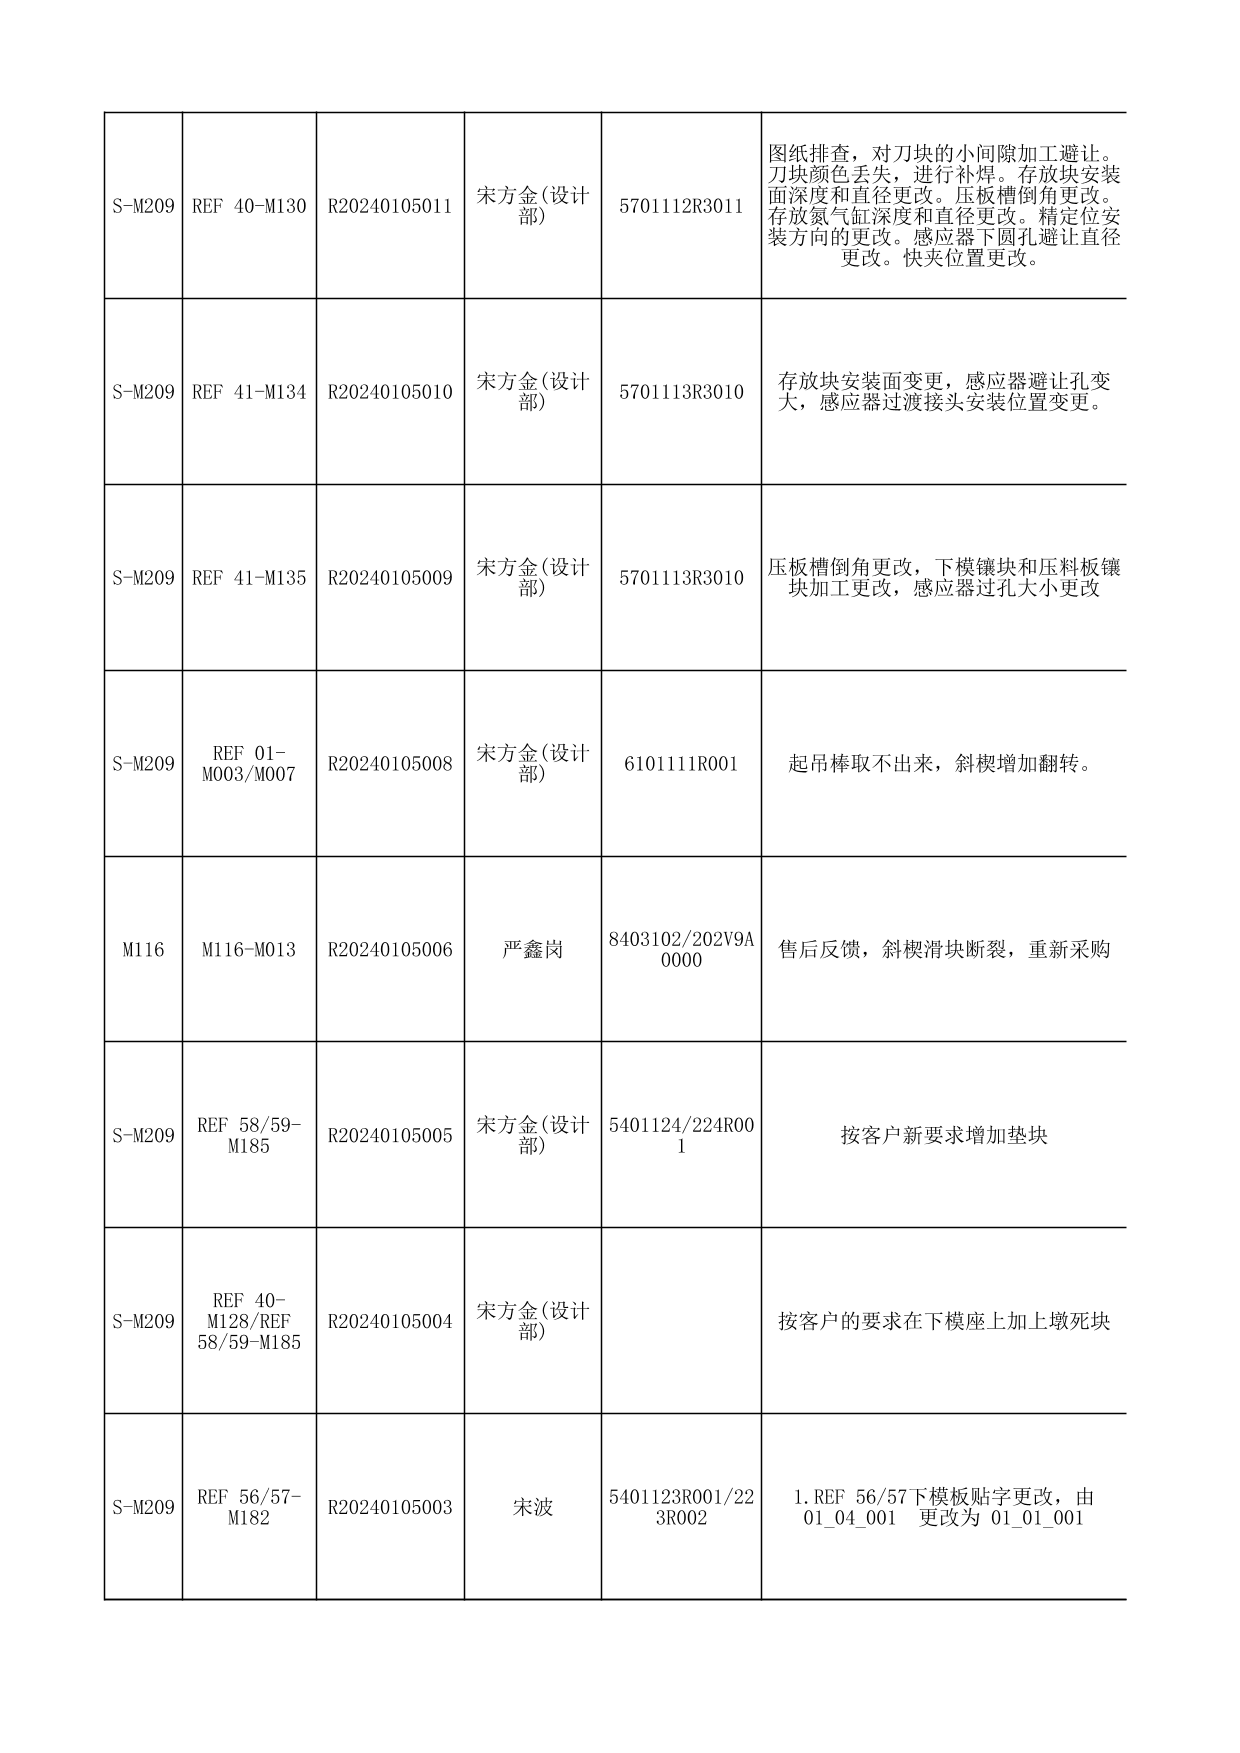 S-M209
REF 40-M130
R20240105011
宋方金(设计
部)
5701112R3011
图纸排查，对刀块的小间隙加工避让。
刀块颜色丢失，进行补焊。存放块安装
面深度和直径更改。压板槽倒角更改。
存放氮气缸深度和直径更改。精定位安
装方向的更改。感应器下圆孔避让直径
更改。快夹位置更改。
S-M209
REF 41-M134
R20240105010
宋方金(设计
部)
5701113R3010
存放块安装面变更，感应器避让孔变
大，感应器过渡接头安装位置变更。
S-M209
REF 41-M135
R20240105009
宋方金(设计
部)
5701113R3010
压板槽倒角更改，下模镶块和压料板镶
块加工更改，感应器过孔大小更改
S-M209
REF 01-
M003/M007
R20240105008
宋方金(设计
部)
6101111R001
起吊棒取不出来，斜楔增加翻转。
M116
M116-M013
R20240105006
严鑫岗
8403102/202V9A
0000
售后反馈，斜楔滑块断裂，重新采购
S-M209
REF 58/59-
M185
R20240105005
宋方金(设计
部)
5401124/224R00
1
按客户新要求增加垫块
S-M209
REF 40-
M128/REF
58/59-M185
R20240105004
宋方金(设计
部)
按客户的要求在下模座上加上墩死块
S-M209
REF 56/57-
M182
R20240105003
宋波
5401123R001/22
3R002
1.REF 56/57下模板贴字更改，由
01_04_001  更改为 01_01_001